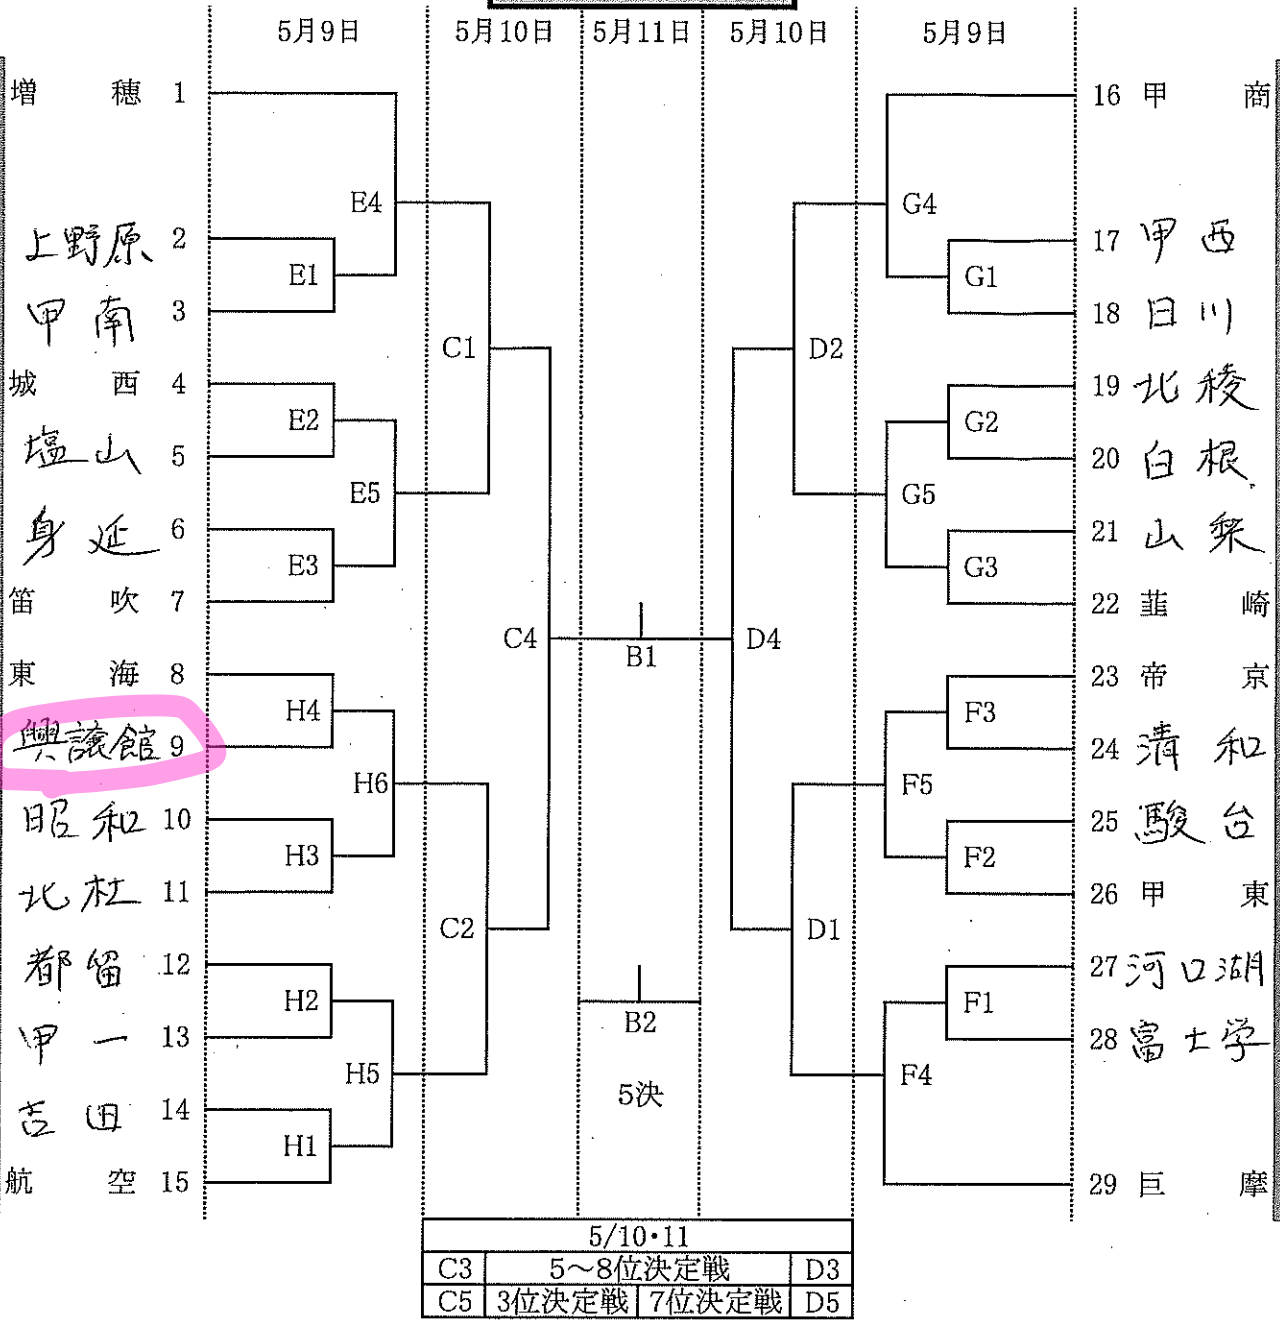 5月9日 5月10日 5月11日 5月10日 5月9日
増穂 1
上野原 2
甲南 3
城西 4
塩山 5
身延 6
笛吹 7
東海 8
興譲館 9
昭和 10
北杜 11
都留 12
甲一 13
吉田 14
航空 15
E4
E1
C1
E2
E5
E3
C4
H4
H6
H3
C2
H2
H5
H1
B1
B2
5決
G4
G1
D2
G2
G5
G3
D4
F3
F5
F2
D1
F1
F4
16 甲商
17 甲西
18 日川
19 北稜
20 白根
21 山梨
22 韮崎
23 帝京
24 清和
25 駿台
26 甲東
27 河口湖
28 富士学
29 巨摩
5/10・11
C3 5〜8位決定戦 D3
C5 3位決定戦 7位決定戦 D5